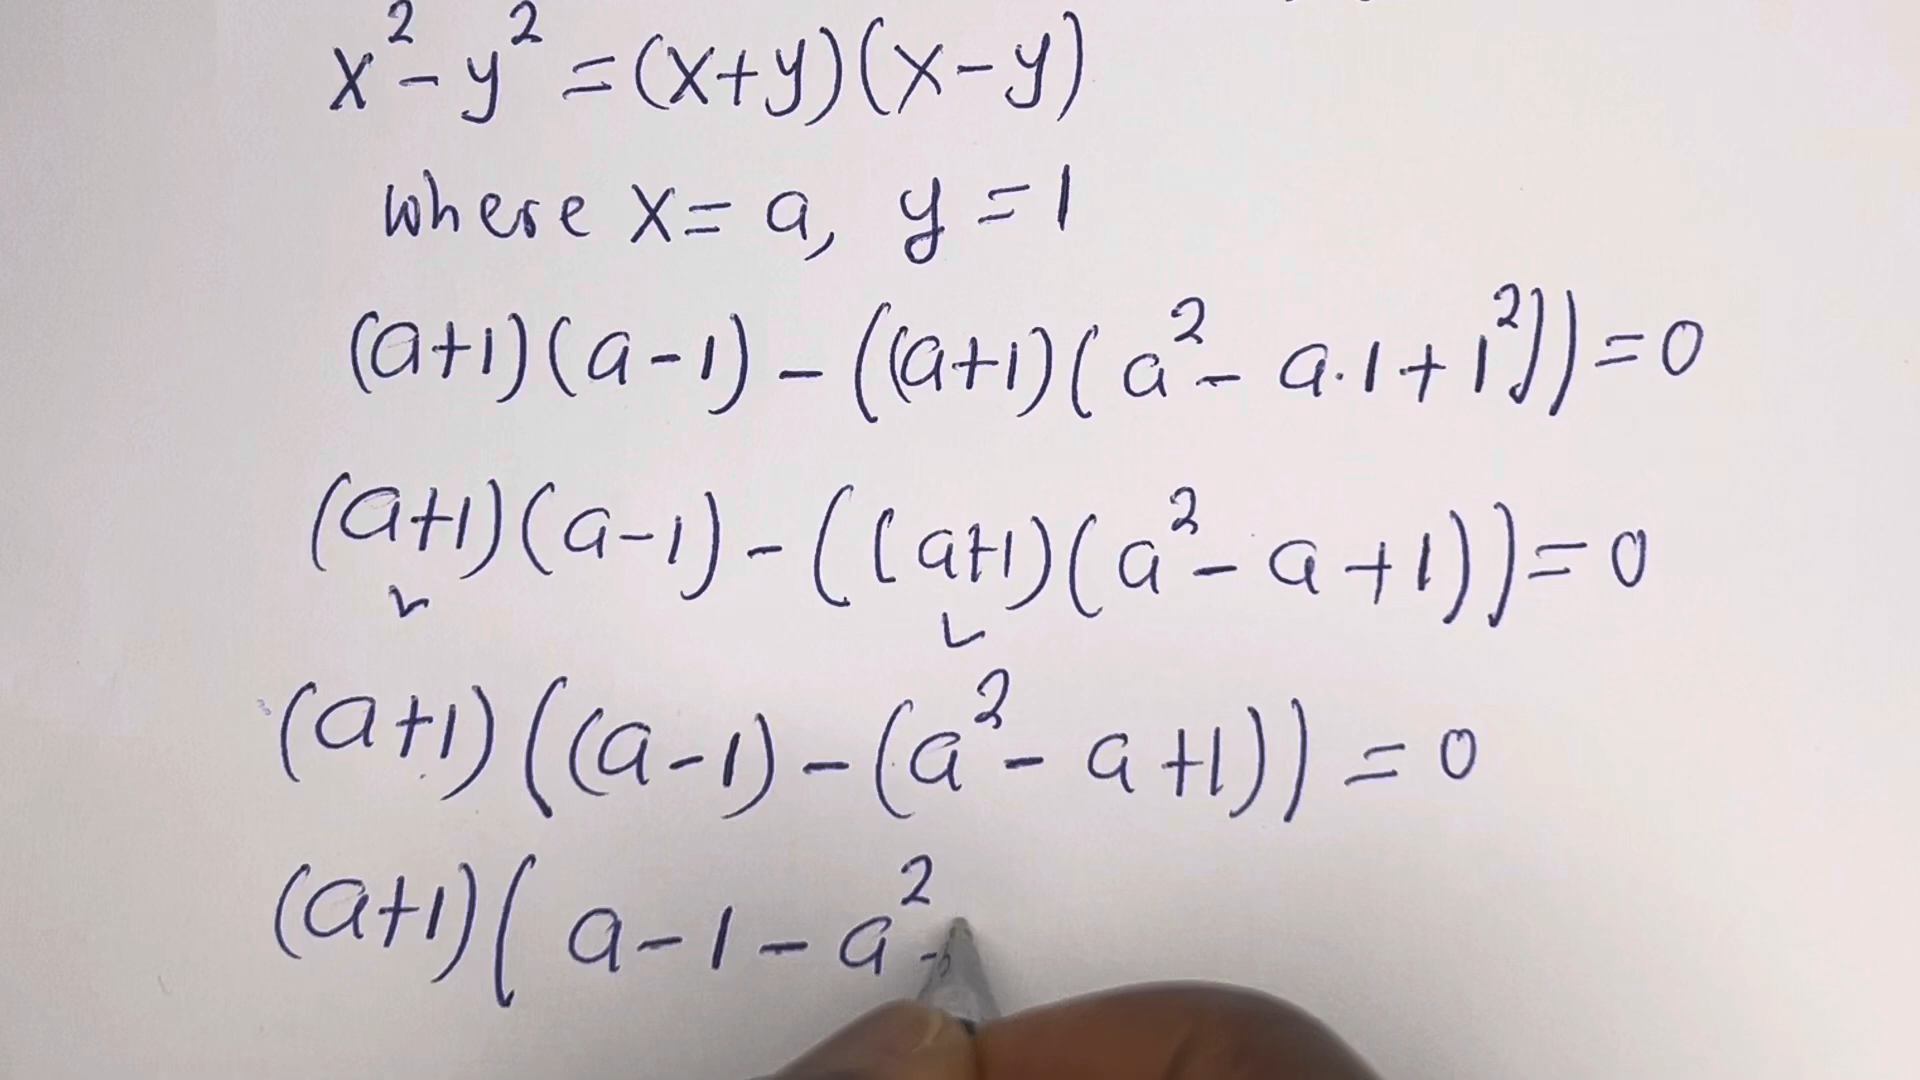 x² - y² = (x+y)(x-y)
where x = a, y = 1
(a+1)(a-1) - ((a+1)(a² - a.1 + 1²)) = 0
(a+1)(a-1) - ((a+1)(a² - a + 1)) = 0
(a+1)((a-1) - (a² - a + 1)) = 0
(a+1)( a - 1 - a²